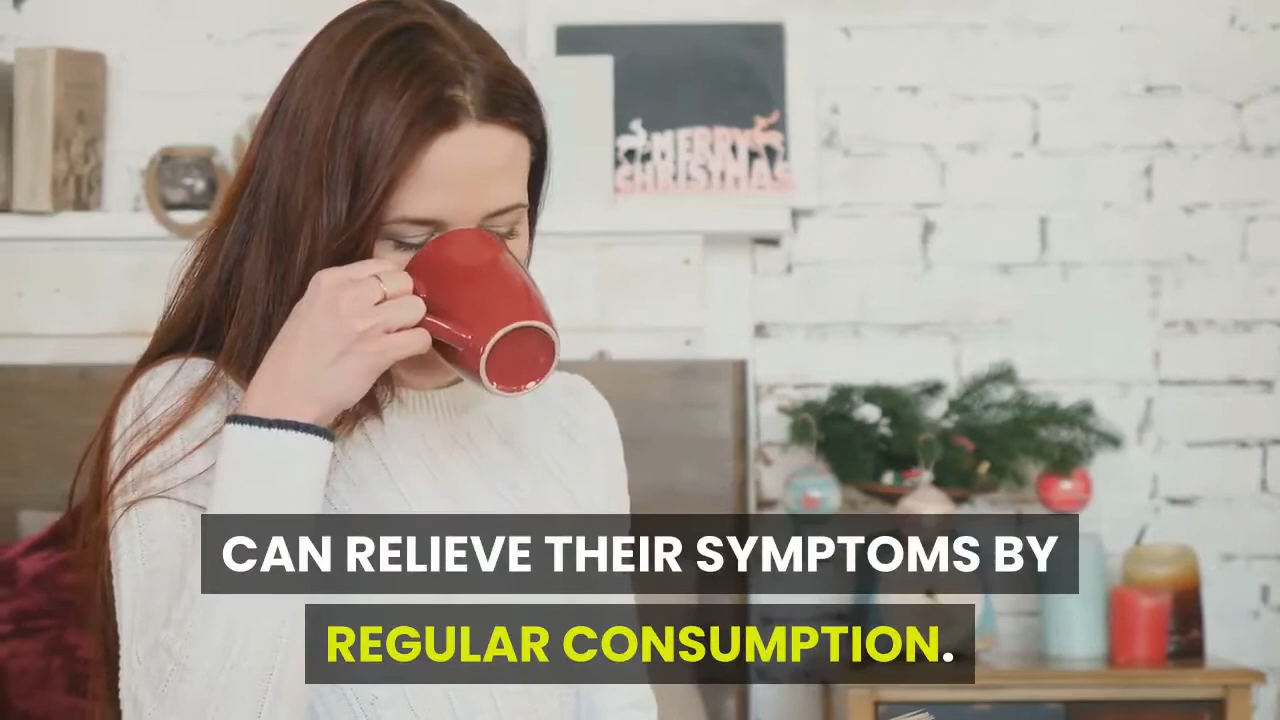 MERRY
CHRISTMAS
CAN RELIEVE THEIR SYMPTOMS BY
REGULAR CONSUMPTION.